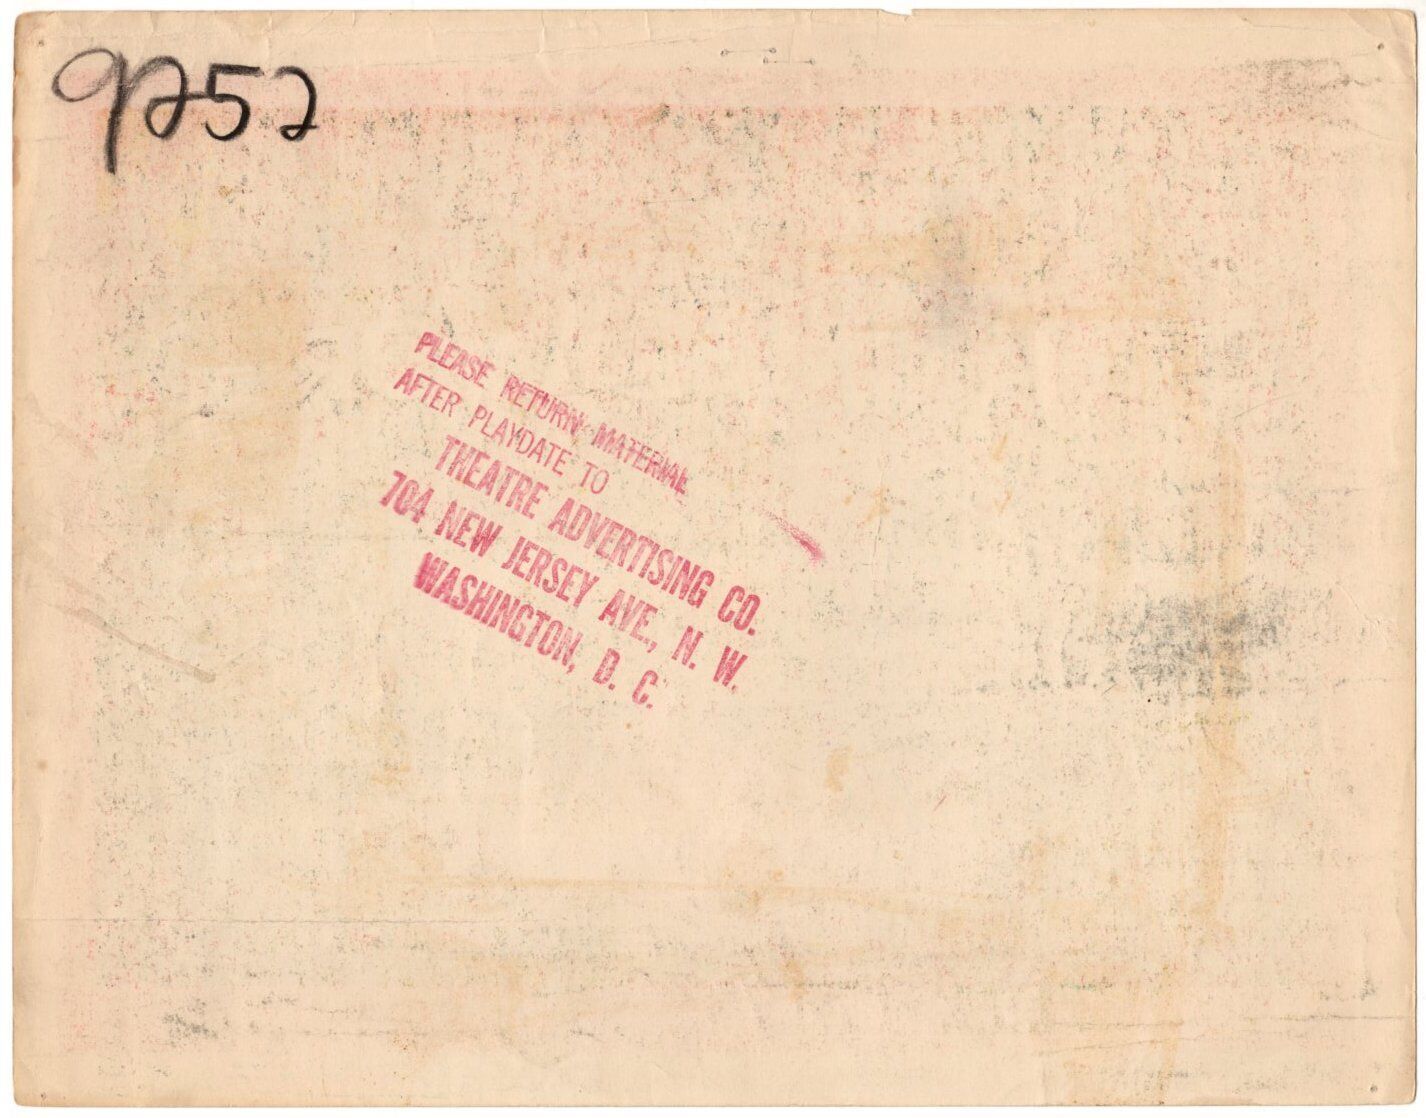 9252
PLEASE RETURN MATERIAL
AFTER PLAYDATE TO
THEATRE ADVERTISING CO.
704 NEW JERSEY AVE., N. W.
WASHINGTON, D. C.